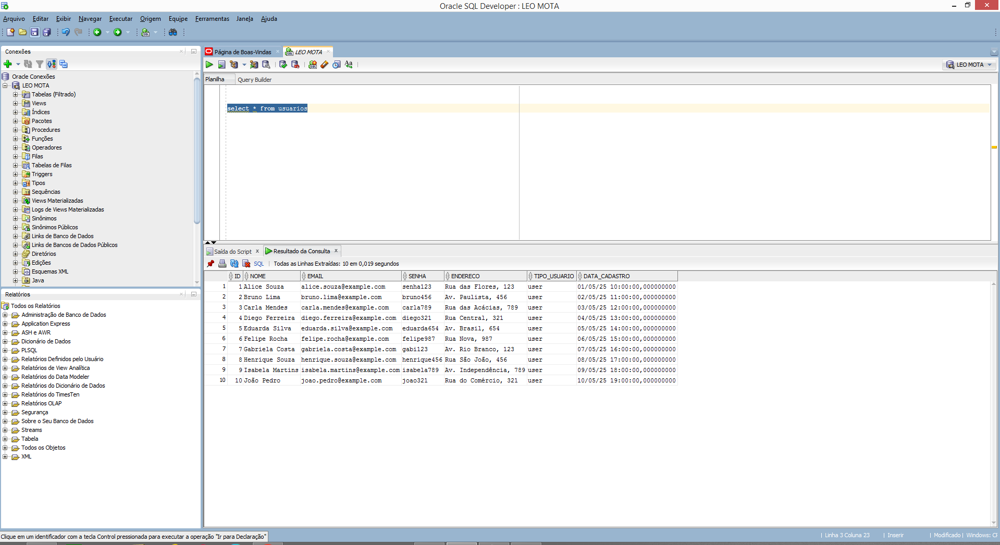 Oracle SQL Developer : LEO MOTA
Arquivo Editar Exibir Navegar Executar Origem Equipe Ferramentas Janela Ajuda
Conexões
Oracle Conexões
LEO MOTA
Tabelas (Filtrado)
Views
Índices
Pacotes
Procedures
Funções
Operadores
Filas
Tabelas de Filas
Triggers
Tipos
Sequências
Views Materializadas
Logs de Views Materializadas
Sinônimos
Sinônimos Públicos
Links de Banco de Dados
Links de Bancos de Dados Públicos
Diretórios
Edições
Esquemas XML
Java
Relatórios
Todos os Relatórios
Administração de Banco de Dados
Application Express
ASH e AWR
Dicionário de Dados
PLSQL
Relatórios Definidos pelo Usuário
Relatórios de View Analítica
Relatórios do Data Modeler
Relatórios do Dicionário de Dados
Relatórios do TimesTen
Relatórios OLAP
Segurança
Sobre o Seu Banco de Dados
Streams
Tabela
Todos os Objetos
XML
Página de Boas-Vindas LEO MOTA
LEO MOTA
Planilha Query Builder
select * from usuarios
Saída do Script x Resultado da Consulta x
SQL | Todas as Linhas Extraídas: 10 em 0,019 segundos
ID NOME EMAIL SENHA ENDERECO TIPO_USUARIO DATA_CADASTRO
1 1 Alice Souza alice.souza@example.com senha123 Rua das Flores, 123 user 01/05/25 10:00:00,000000000
2 2 Bruno Lima bruno.lima@example.com bruno456 Av. Paulista, 456 user 02/05/25 11:00:00,000000000
3 3 Carla Mendes carla.mendes@example.com carla789 Rua das Acácias, 789 user 03/05/25 12:00:00,000000000
4 4 Diego Ferreira diego.ferreira@example.com diego321 Rua Central, 321 user 04/05/25 13:00:00,000000000
5 5 Eduarda Silva eduarda.silva@example.com eduarda654 Av. Brasil, 654 user 05/05/25 14:00:00,000000000
6 6 Felipe Rocha felipe.rocha@example.com felipe987 Rua Nova, 987 user 06/05/25 15:00:00,000000000
7 7 Gabriela Costa gabriela.costa@example.com gabi123 Av. Rio Branco, 123 user 07/05/25 16:00:00,000000000
8 8 Henrique Souza henrique.souza@example.com henrique456 Rua São João, 456 user 08/05/25 17:00:00,000000000
9 9 Isabela Martins isabela.martins@example.com isabela789 Av. Independência, 789 user 09/05/25 18:00:00,000000000
10 10 João Pedro joao.pedro@example.com joao321 Rua do Comércio, 321 user 10/05/25 19:00:00,000000000
Clique em um identificador com a tecla Control pressionada para executar a operação "Ir para Declaração"
| Linha 3 Coluna 23 | Inserir | Modificado | Windows: CF